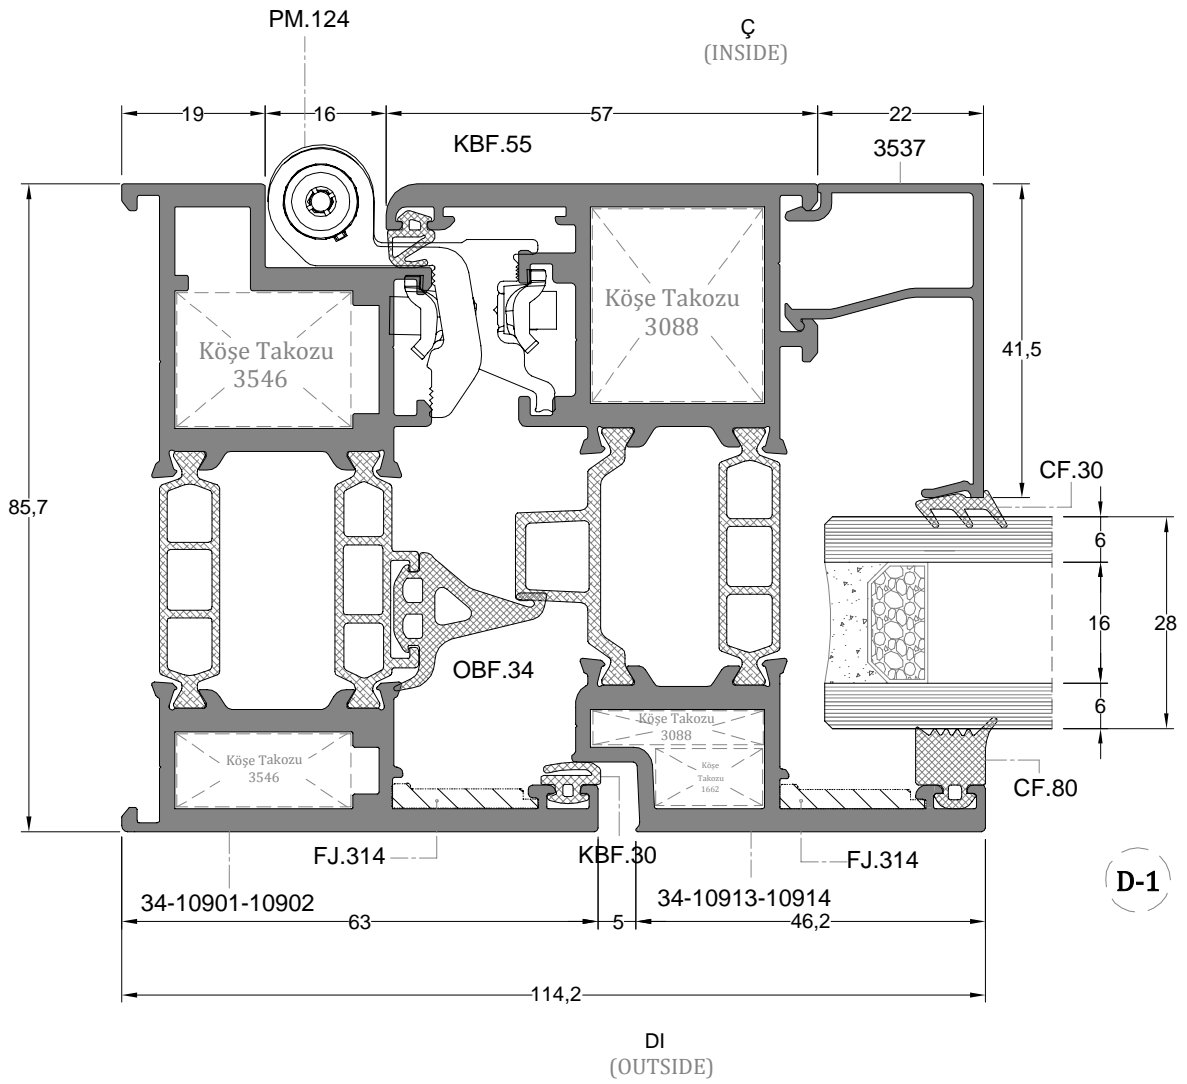 PM.124
Ç
(INSIDE)
19
16
57
22
KBF.55
3537
Köşe Takozu
3088
Köşe Takozu
3546
41,5
85,7
CF.30
6
16
28
6
OBF.34
Köşe Takozu
3088
Köşe Takozu
3546
Köşe
Takozu
1662
CF.80
FJ.314
KBF.30
FJ.314
D-1
34-10901-10902
34-10913-10914
63
5
46,2
114,2
DI
(OUTSIDE)